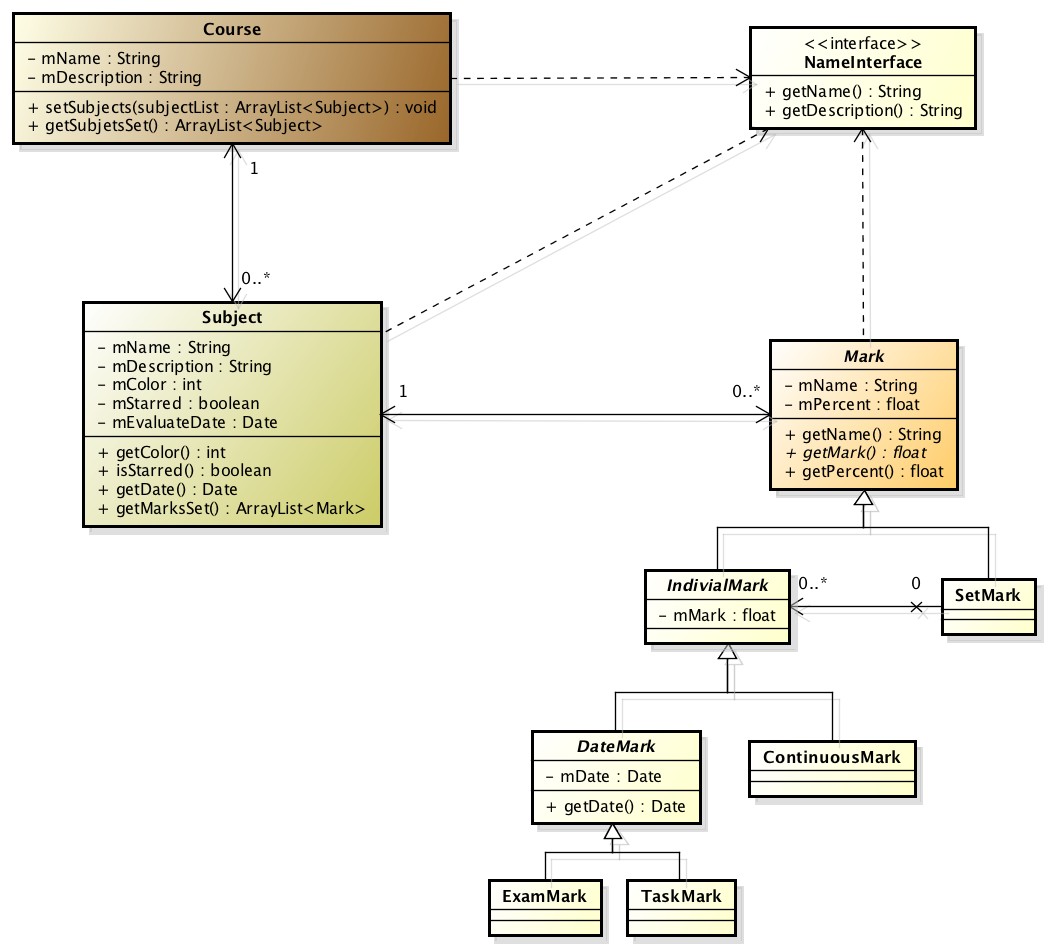 Course
- mName : String
- mDescription : String
+ setSubjects(subjectList : ArrayList<Subject>) : void
+ getSubjetsSet() : ArrayList<Subject>
<<interface>>
NameInterface
+ getName() : String
+ getDescription() : String
1
0..*
Subject
- mName : String
- mDescription : String
- mColor : int
- mStarred : boolean
- mEvaluateDate : Date
+ getColor() : int
+ isStarred() : boolean
+ getDate() : Date
+ getMarksSet() : ArrayList<Mark>
1
0..*
Mark
- mName : String
- mPercent : float
+ getName() : String
+ getMark() : float
+ getPercent() : float
IndivialMark
- mMark : float
0..*
0
SetMark
DateMark
- mDate : Date
+ getDate() : Date
ContinuousMark
ExamMark
TaskMark